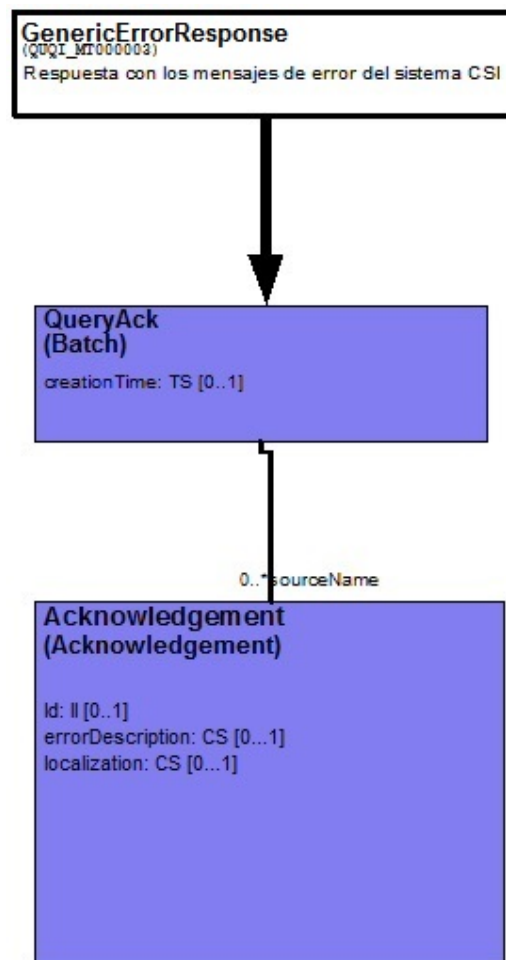 GenericErrorResponse
(QUQI_MT000003)
Respuesta con los mensajes de error del sistema CSI
QueryAck
(Batch)
creationTime: TS [0..1]
0..*sourceName
Acknowledgement
(Acknowledgement)
Id: II [0..1]
errorDescription: CS [0...1]
localization: CS [0...1]